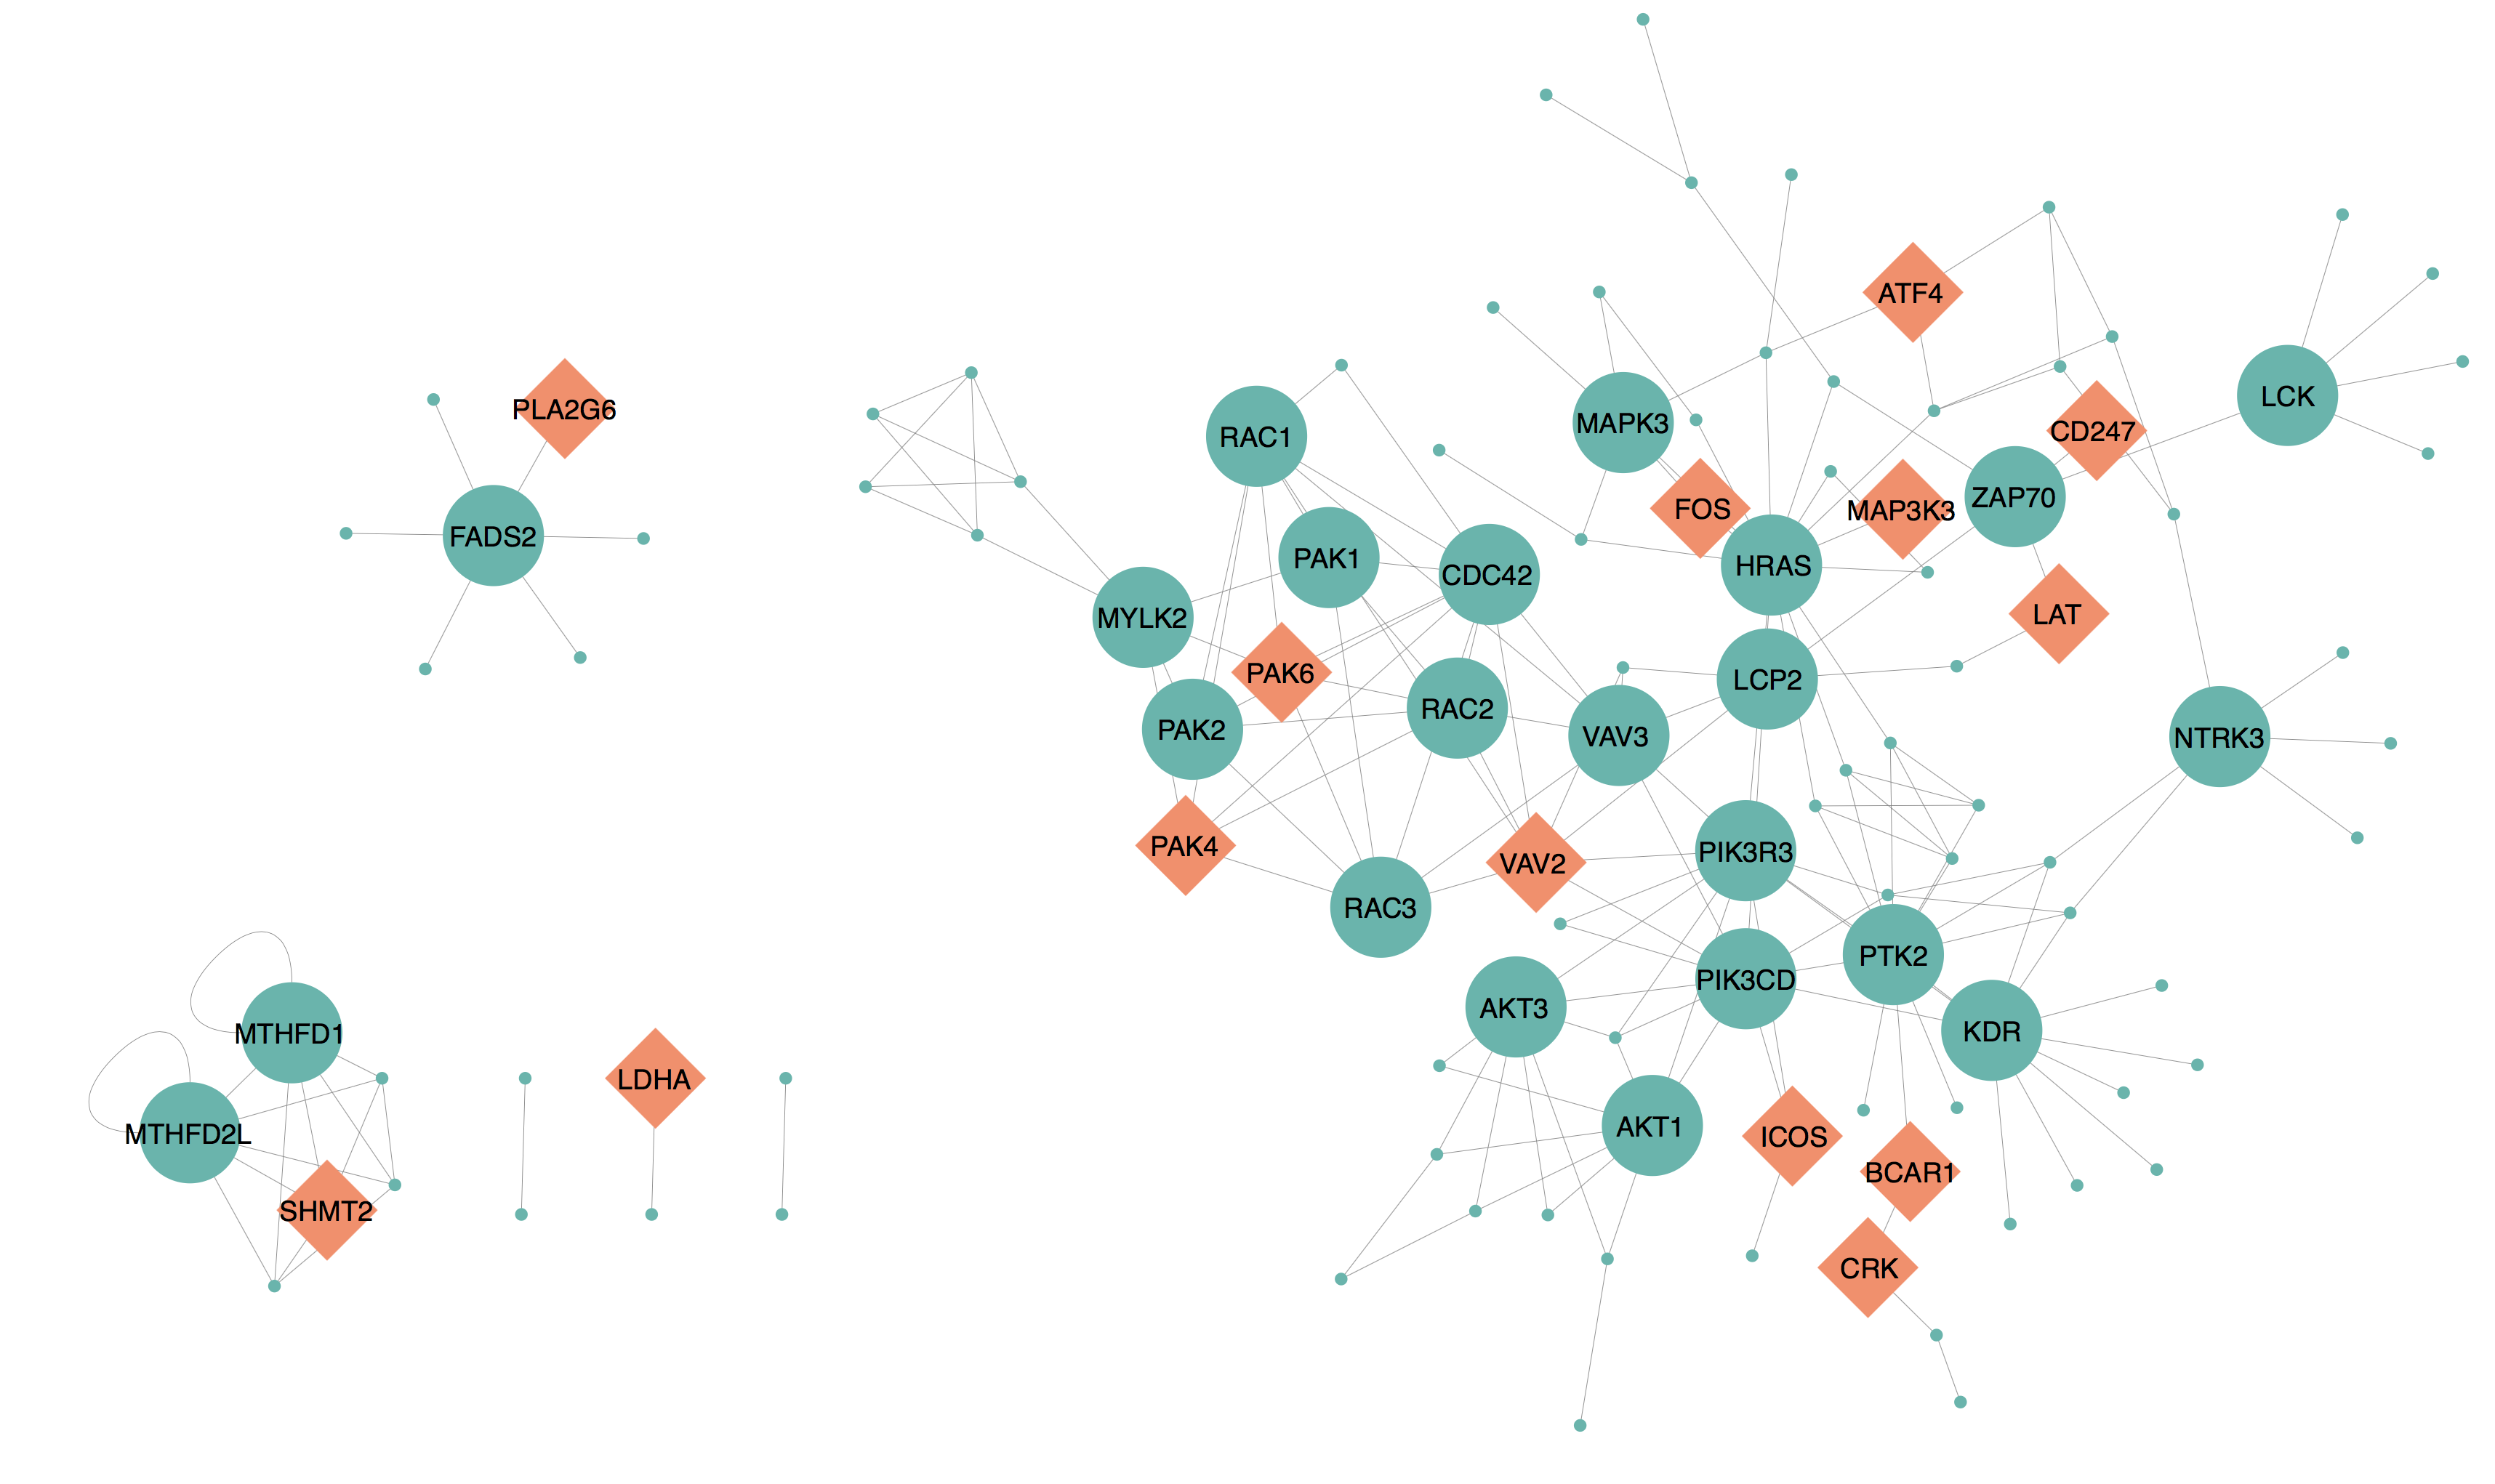 ATF4
LCK
PLA2G6
MAPK3
RAC1
CD247
ZAP70
FOS
MAP3K3
FADS2
PAK1
HRAS
CDC42
MYLK2
LAT
PAK6
LCP2
RAC2
PAK2
VAV3
NTRK3
PAK4
PIK3R3
VAV2
RAC3
PTK2
PIK3CD
AKT3
MTHFD1
KDR
LDHA
AKT1
MTHFD2L
ICOS
BCAR1
SHMT2
CRK